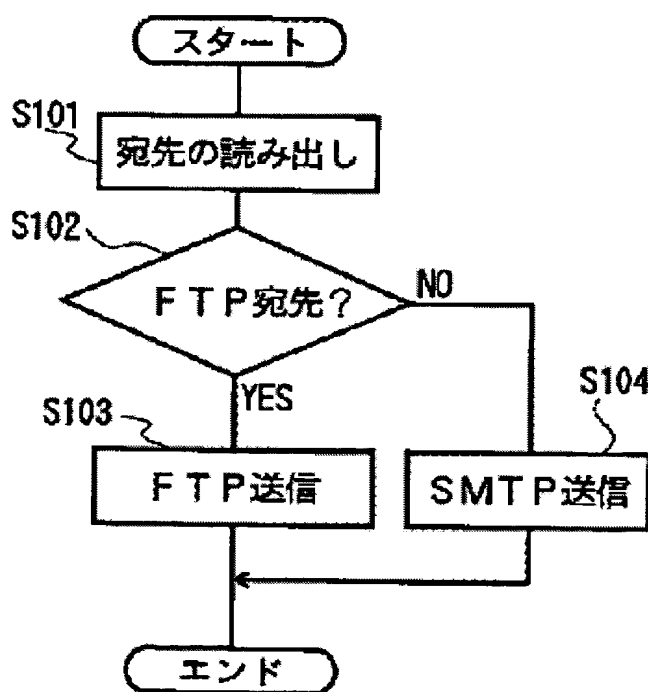 スタート
S101
宛先の読み出し
S102
FTP宛先?
NO
YES
S103
S104
FTP送信
SMTP送信
エンド